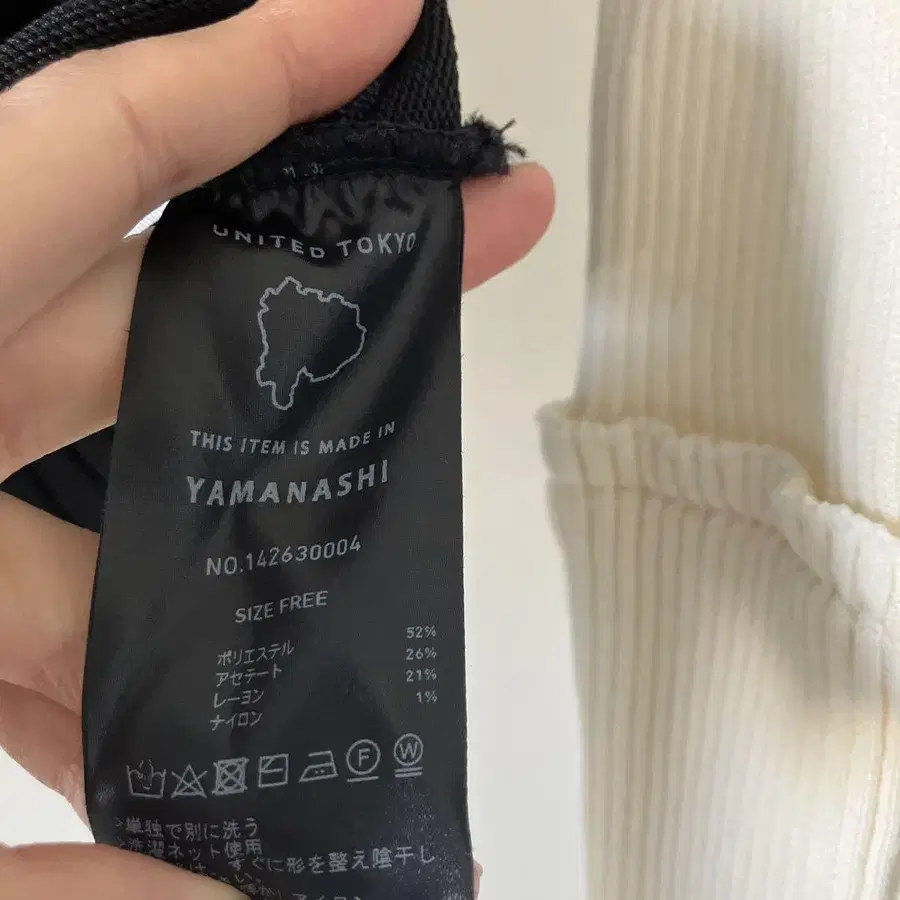 UNITED TOKYO
THIS ITEM IS MADE IN
YAMANASHI
NO.142630004
SIZE FREE
ポリエステル 52%
アセテート 26%
レーヨン 21%
ナイロン 1%
F W
単独で別に洗う
洗濯ネット使用
すぐに形を整え陰干し